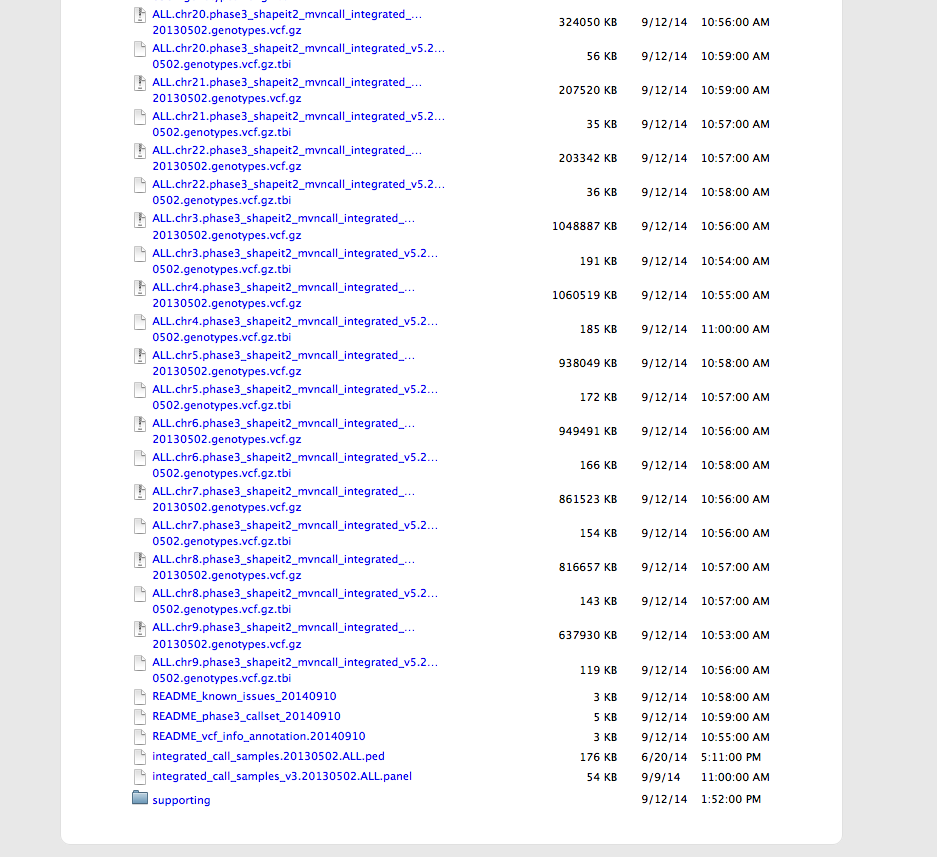 ALL.chr20.phase3_shapeit2_mvncall_integrated_...
20130502.genotypes.vcf.gz 324050 KB 9/12/14 10:56:00 AM
ALL.chr20.phase3_shapeit2_mvncall_integrated_v5.2...
0502.genotypes.vcf.gz.tbi 56 KB 9/12/14 10:59:00 AM
ALL.chr21.phase3_shapeit2_mvncall_integrated_...
20130502.genotypes.vcf.gz 207520 KB 9/12/14 10:59:00 AM
ALL.chr21.phase3_shapeit2_mvncall_integrated_v5.2...
0502.genotypes.vcf.gz.tbi 35 KB 9/12/14 10:57:00 AM
ALL.chr22.phase3_shapeit2_mvncall_integrated_...
20130502.genotypes.vcf.gz 203342 KB 9/12/14 10:57:00 AM
ALL.chr22.phase3_shapeit2_mvncall_integrated_v5.2...
0502.genotypes.vcf.gz.tbi 36 KB 9/12/14 10:58:00 AM
ALL.chr3.phase3_shapeit2_mvncall_integrated_...
20130502.genotypes.vcf.gz 1048887 KB 9/12/14 10:56:00 AM
ALL.chr3.phase3_shapeit2_mvncall_integrated_v5.2...
0502.genotypes.vcf.gz.tbi 191 KB 9/12/14 10:54:00 AM
ALL.chr4.phase3_shapeit2_mvncall_integrated_...
20130502.genotypes.vcf.gz 1060519 KB 9/12/14 10:55:00 AM
ALL.chr4.phase3_shapeit2_mvncall_integrated_v5.2...
0502.genotypes.vcf.gz.tbi 185 KB 9/12/14 11:00:00 AM
ALL.chr5.phase3_shapeit2_mvncall_integrated_...
20130502.genotypes.vcf.gz 938049 KB 9/12/14 10:58:00 AM
ALL.chr5.phase3_shapeit2_mvncall_integrated_v5.2...
0502.genotypes.vcf.gz.tbi 172 KB 9/12/14 10:57:00 AM
ALL.chr6.phase3_shapeit2_mvncall_integrated_...
20130502.genotypes.vcf.gz 949491 KB 9/12/14 10:56:00 AM
ALL.chr6.phase3_shapeit2_mvncall_integrated_v5.2...
0502.genotypes.vcf.gz.tbi 166 KB 9/12/14 10:58:00 AM
ALL.chr7.phase3_shapeit2_mvncall_integrated_...
20130502.genotypes.vcf.gz 861523 KB 9/12/14 10:56:00 AM
ALL.chr7.phase3_shapeit2_mvncall_integrated_v5.2...
0502.genotypes.vcf.gz.tbi 154 KB 9/12/14 10:56:00 AM
ALL.chr8.phase3_shapeit2_mvncall_integrated_...
20130502.genotypes.vcf.gz 816657 KB 9/12/14 10:57:00 AM
ALL.chr8.phase3_shapeit2_mvncall_integrated_v5.2...
0502.genotypes.vcf.gz.tbi 143 KB 9/12/14 10:57:00 AM
ALL.chr9.phase3_shapeit2_mvncall_integrated_...
20130502.genotypes.vcf.gz 637930 KB 9/12/14 10:53:00 AM
ALL.chr9.phase3_shapeit2_mvncall_integrated_v5.2...
0502.genotypes.vcf.gz.tbi 119 KB 9/12/14 10:56:00 AM
README_known_issues_20140910 3 KB 9/12/14 10:58:00 AM
README_phase3_callset_20140910 5 KB 9/12/14 10:59:00 AM
README_vcf_info_annotation.20140910 3 KB 9/12/14 10:55:00 AM
integrated_call_samples.20130502.ALL.ped 176 KB 6/20/14 5:11:00 PM
integrated_call_samples_v3.20130502.ALL.panel 54 KB 9/9/14 11:00:00 AM
supporting 9/12/14 1:52:00 PM